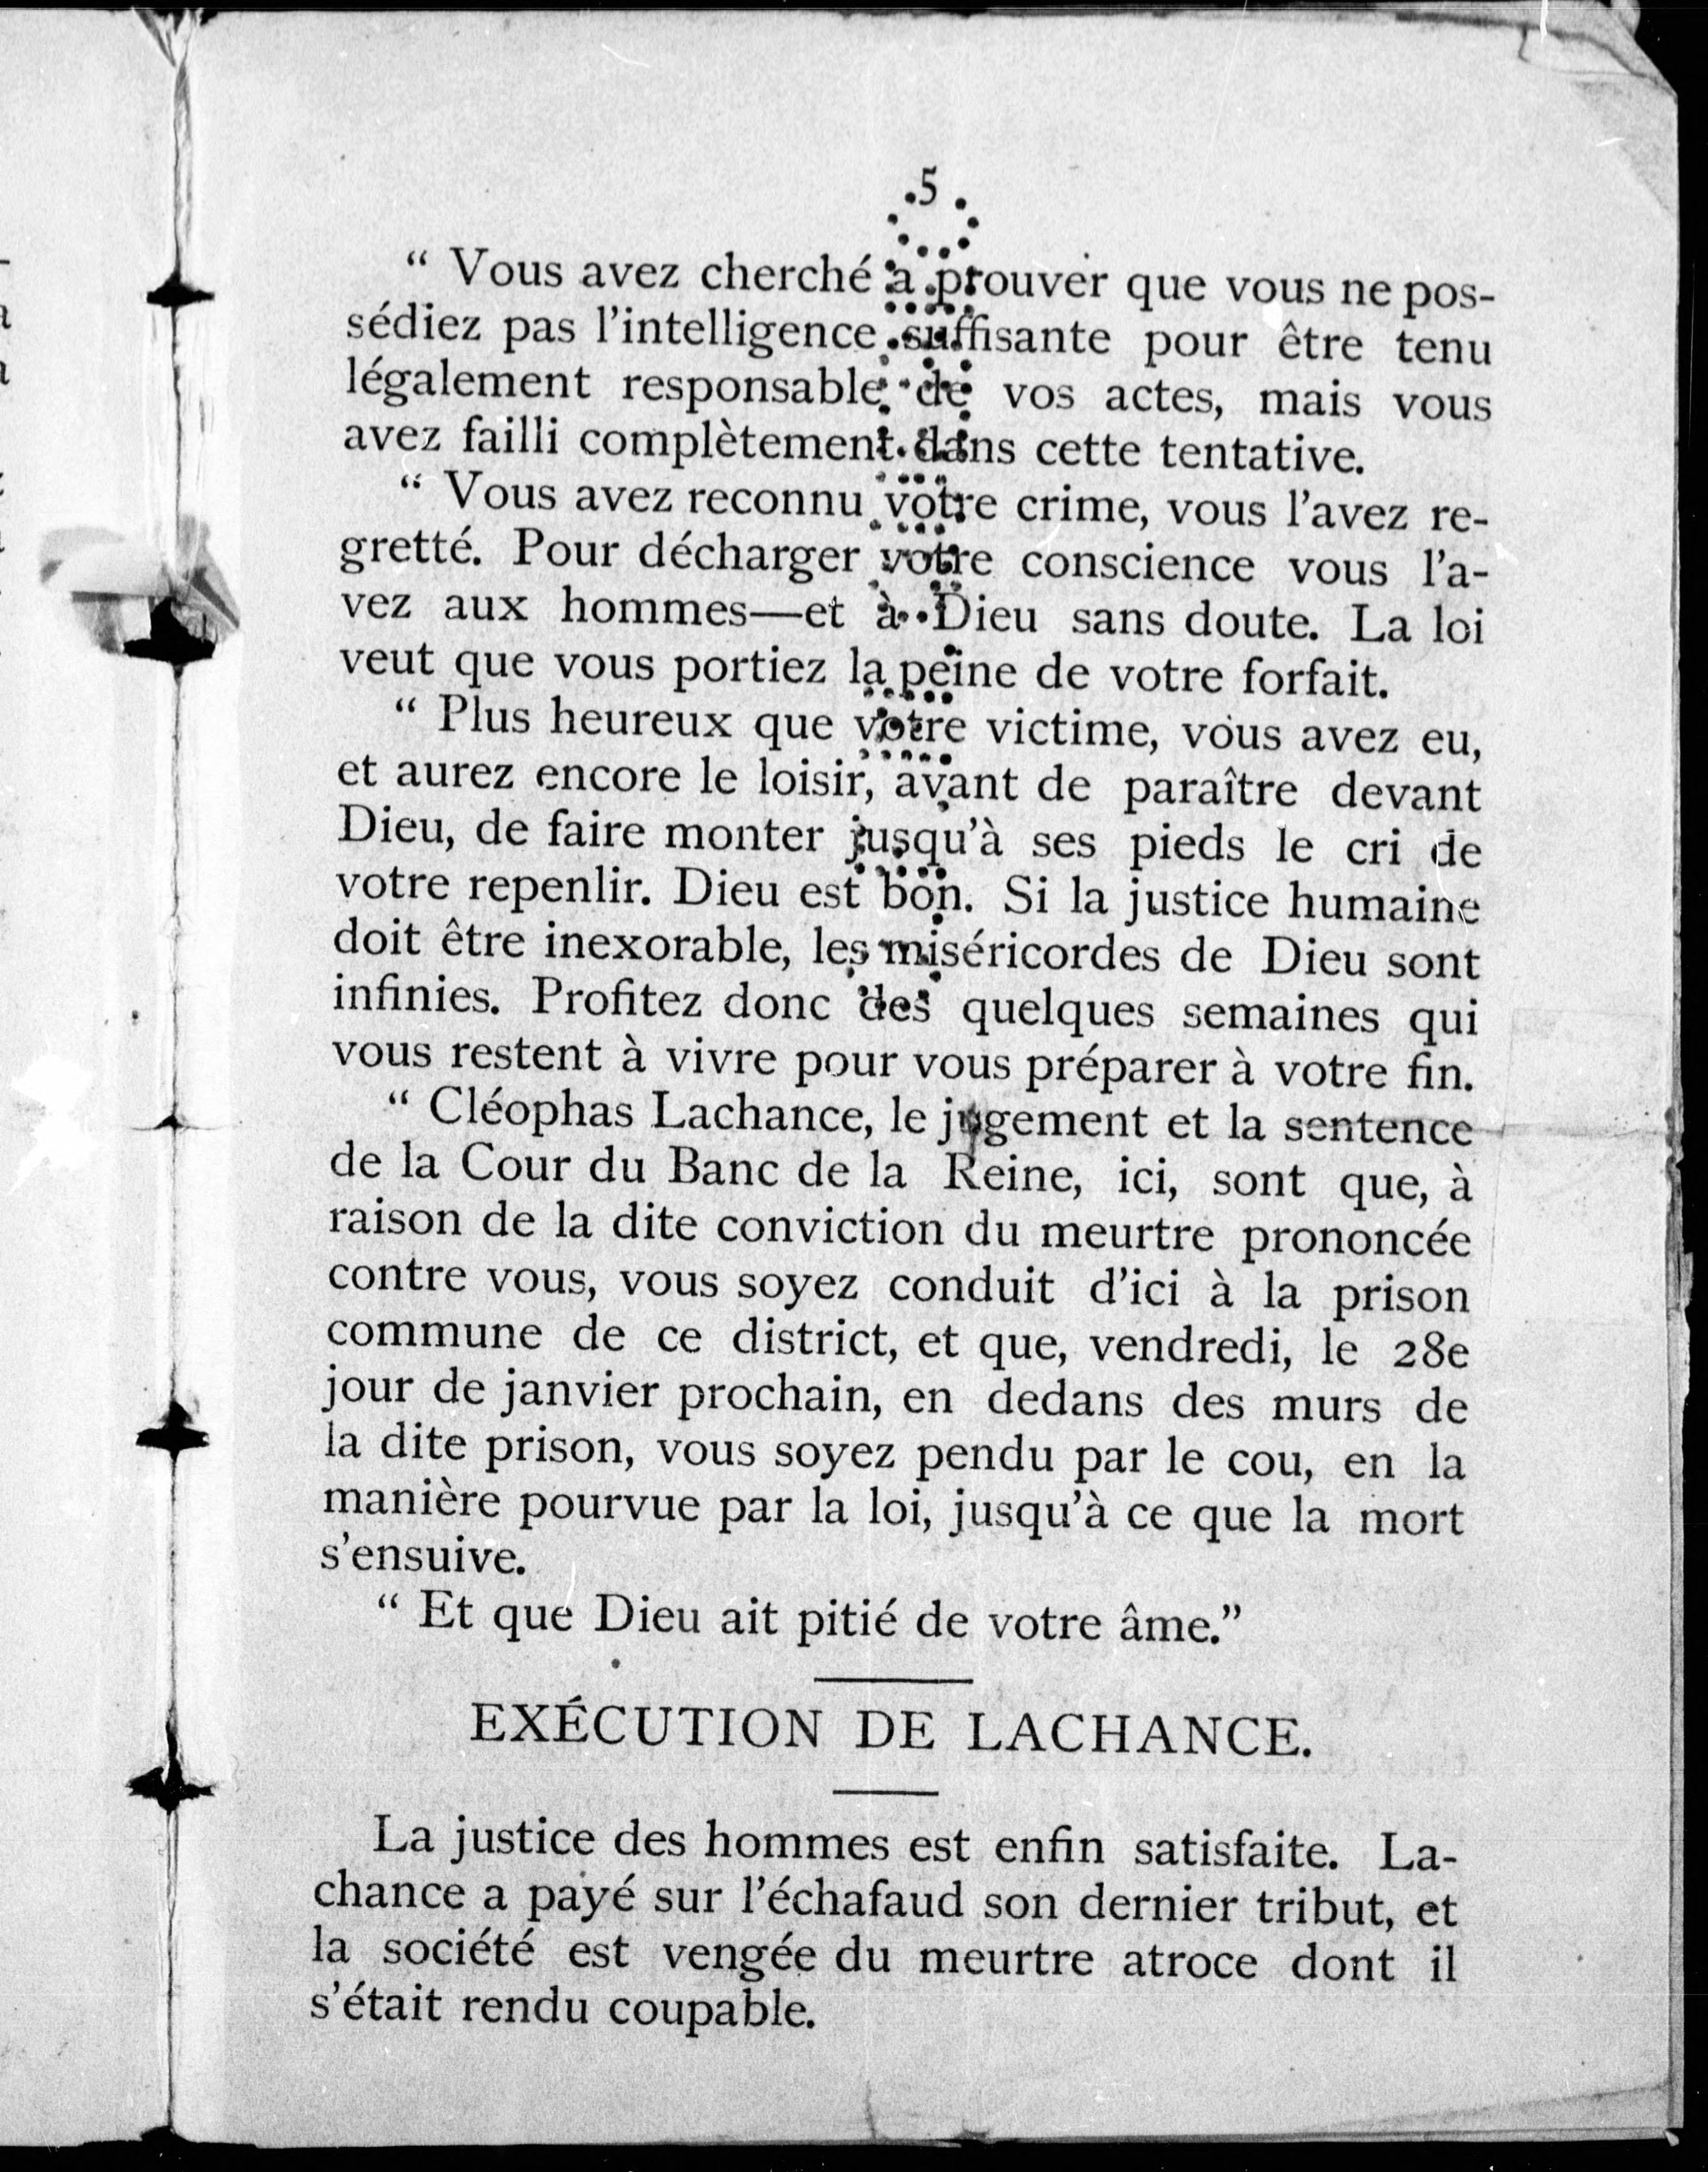 5
“ Vous avez cherché à prouver que vous ne pos-
sédiez pas l’intelligence suffisante pour être tenu
légalement responsable de vos actes, mais vous
avez failli complètement dans cette tentative.
“ Vous avez reconnu votre crime, vous l’avez re-
gretté. Pour décharger votre conscience vous l’a-
vez aux hommes—et à Dieu sans doute. La loi
veut que vous portiez la peine de votre forfait.
“ Plus heureux que votre victime, vous avez eu,
et aurez encore le loisir, avant de paraître devant
Dieu, de faire monter jusqu’à ses pieds le cri de
votre repenlir. Dieu est bon. Si la justice humaine
doit être inexorable, les miséricordes de Dieu sont
infinies. Profitez donc des quelques semaines qui
vous restent à vivre pour vous préparer à votre fin.
“ Cléophas Lachance, le jugement et la sentence
de la Cour du Banc de la Reine, ici, sont que, à
raison de la dite conviction du meurtre prononcée
contre vous, vous soyez conduit d’ici à la prison
commune de ce district, et que, vendredi, le 28e
jour de janvier prochain, en dedans des murs de
la dite prison, vous soyez pendu par le cou, en la
manière pourvue par la loi, jusqu’à ce que la mort
s’ensuive.
“ Et que Dieu ait pitié de votre âme.”
EXÉCUTION DE LACHANCE.
La justice des hommes est enfin satisfaite. La-
chance a payé sur l’échafaud son dernier tribut, et
la société est vengée du meurtre atroce dont il
s’était rendu coupable.